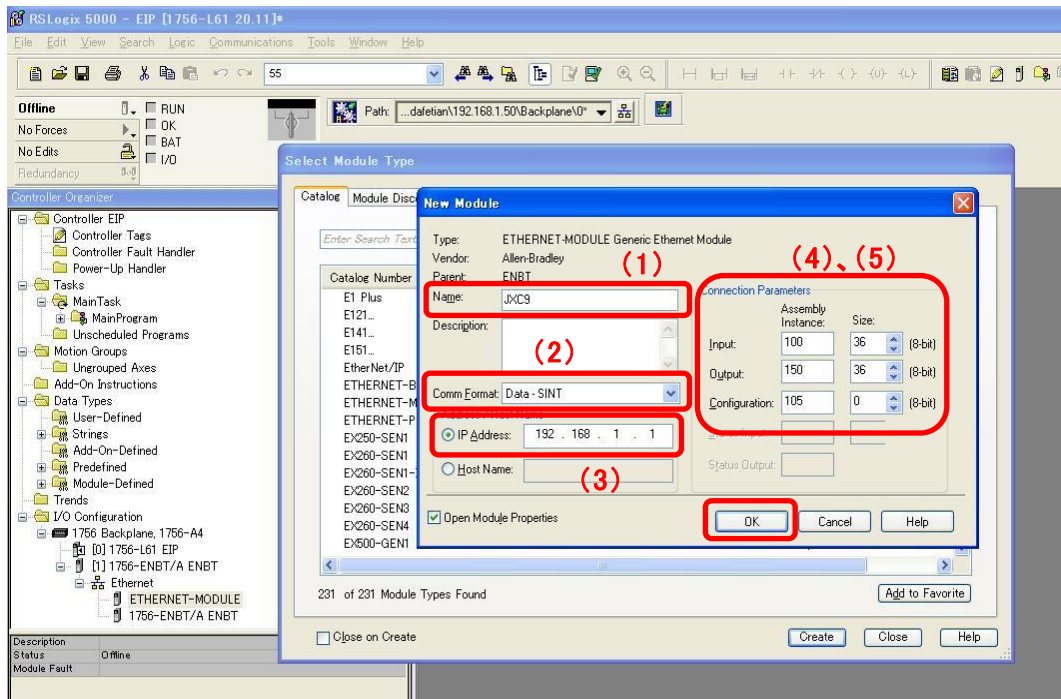 RSLogix 5000 - EIP [1756-L61 20.11]*
File Edit View Search Logic Communications Tools Window Help
55
Offline
RUN
No Forces
OK
BAT
No Edits
I/O
Redundancy
Path: ...dafetian\192.168.1.50\Backplane\0*
Controller Organizer
Controller EIP
Controller Tags
Controller Fault Handler
Power-Up Handler
Tasks
MainTask
MainProgram
Unscheduled Programs
Motion Groups
Ungrouped Axes
Add-On Instructions
Data Types
User-Defined
Strings
Add-On-Defined
Predefined
Module-Defined
Trends
I/O Configuration
1756 Backplane, 1756-A4
[0] 1756-L61 EIP
[1] 1756-ENBT/A ENBT
Ethernet
ETHERNET-MODULE
1756-ENBT/A ENBT
Description
Status Offline
Module Fault
Select Module Type
Catalog Module Disc
Enter Search Text
Catalog Number
E1 Plus
E121...
E141...
E151...
EtherNet/IP
ETHERNET-B
ETHERNET-M
ETHERNET-P
EX250-SEN1
EX260-SEN1
EX260-SEN1-
EX260-SEN2
EX260-SEN3
EX260-SEN4
EX500-GEN1
231 of 231 Module Types Found
Add to Favorite
Close on Create
Create Close Help
New Module
Type: ETHERNET-MODULE Generic Ethernet Module
Vendor: Allen-Bradley
Parent: ENBT
(1)
Name: JXC9
Description:
(2)
Comm Format: Data - SINT
IP Address: 192 . 168 . 1 . 1
Host Name:
(3)
Open Module Properties
(4)、(5)
Connection Parameters
Assembly Instance: Size:
Input: 100 36 (8-bit)
Output: 150 36 (8-bit)
Configuration: 105 0 (8-bit)
Status Input:
Status Output:
OK Cancel Help